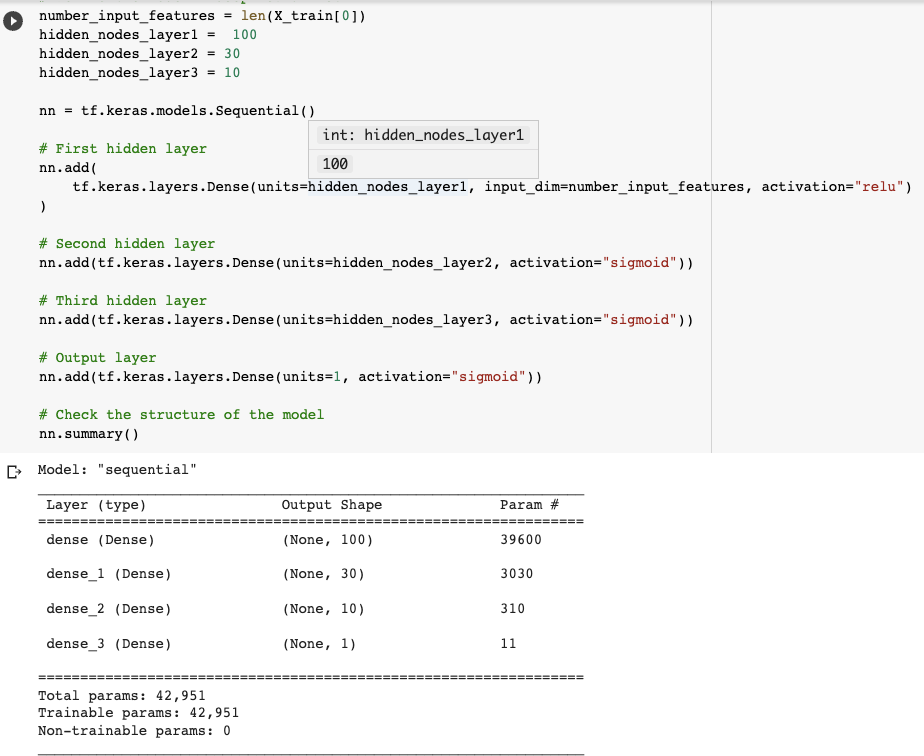 number_input_features = len(X_train[0])
hidden_nodes_layer1 =  100
hidden_nodes_layer2 = 30
hidden_nodes_layer3 = 10
nn = tf.keras.models.Sequential()
int: hidden_nodes_layer1
100
# First hidden layer
nn.add(
    tf.keras.layers.Dense(units=hidden_nodes_layer1, input_dim=number_input_features, activation="relu")
)
# Second hidden layer
nn.add(tf.keras.layers.Dense(units=hidden_nodes_layer2, activation="sigmoid"))
# Third hidden layer
nn.add(tf.keras.layers.Dense(units=hidden_nodes_layer3, activation="sigmoid"))
# Output layer
nn.add(tf.keras.layers.Dense(units=1, activation="sigmoid"))
# Check the structure of the model
nn.summary()
Model: "sequential"
Layer (type) Output Shape Param #
=================================================================
dense (Dense) (None, 100) 39600
dense_1 (Dense) (None, 30) 3030
dense_2 (Dense) (None, 10) 310
dense_3 (Dense) (None, 1) 11
=================================================================
Total params: 42,951
Trainable params: 42,951
Non-trainable params: 0